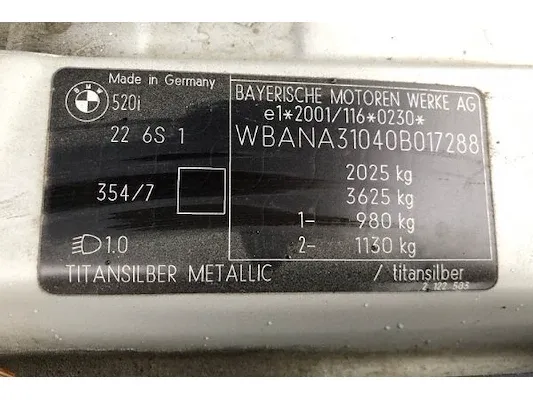 BMW
Made in Germany
520i
22 6S 1
354/7
1.0
TITANSILBER METALLIC
BAYERISCHE MOTOREN WERKE AG
e1*2001/116*0230*
WBANA31040B017288
2025 kg
3625 kg
1- 980 kg
2- 1130 kg
/ titansilber
2 122 503